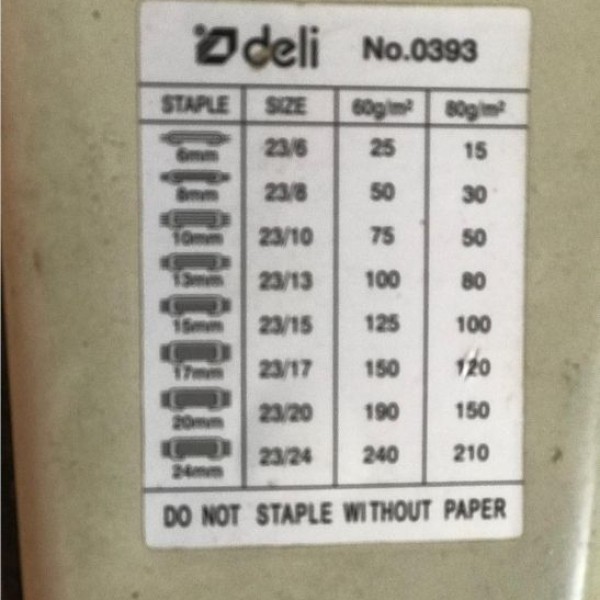 deli No.0393
STAPLE SIZE 60g/m² 80g/m²
6mm 23/6 25 15
8mm 23/8 50 30
10mm 23/10 75 50
13mm 23/13 100 80
15mm 23/15 125 100
17mm 23/17 150 120
20mm 23/20 190 150
24mm 23/24 240 210
DO NOT STAPLE WITHOUT PAPER